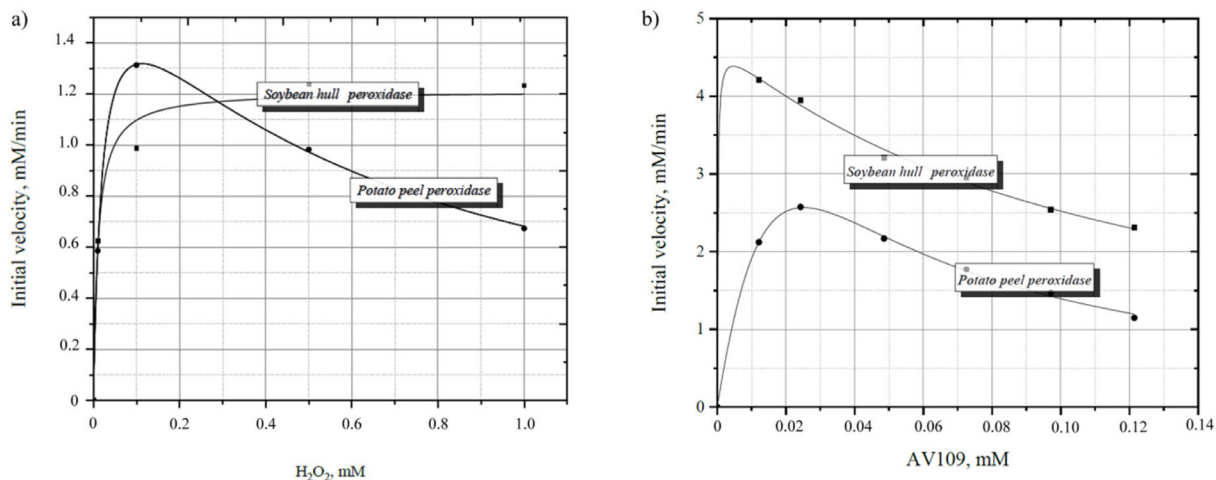 a)
Initial velocity, mM/min
1.4
1.2
1.0
0.8
0.6
1.4
0.2
0
Soybean hull peroxidase
Potato peel peroxidase
0 0.2 0.4 0.6 0.8 1.0
H₂O₂, mM
b)
Initial velocity, mM/min
5
4
3
2
1
0
Soybean hull peroxidase
Potato peel peroxidase
0 0.02 0.04 0.06 0.08 0.10 0.12 0.14
AV109, mM